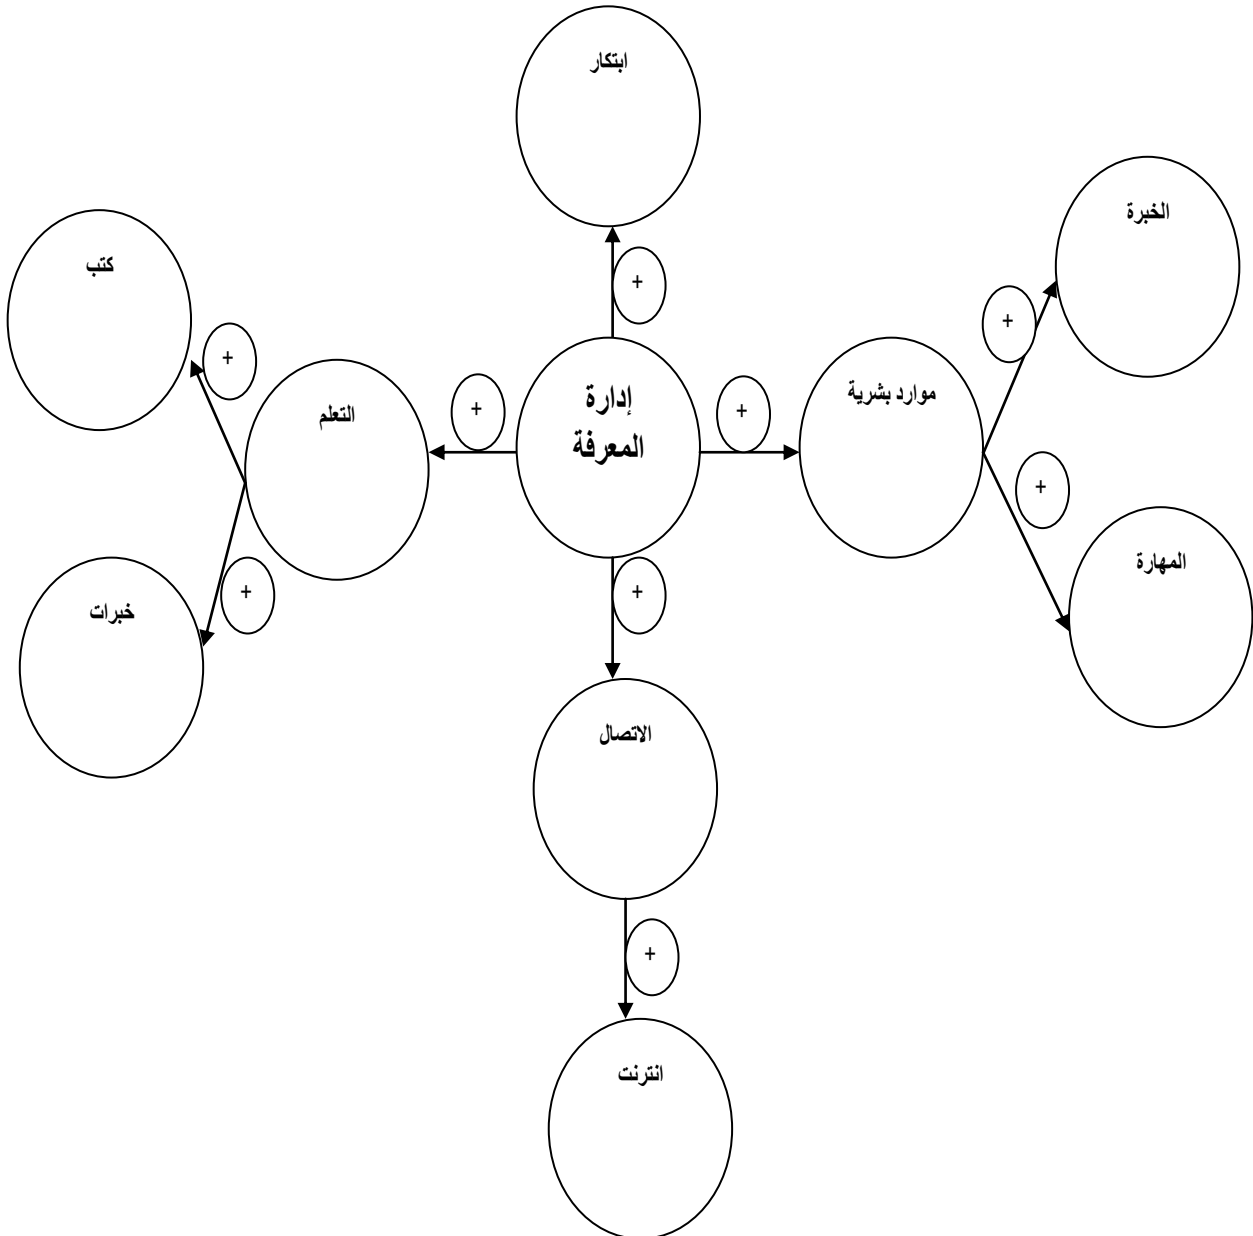 ابتكار
الخبرة
كتب
+
+
+
إدارة
المعرفة
موارد بشرية
التعلم
+
+
+
المهارة
خبرات
+
+
الاتصال
+
انترنت